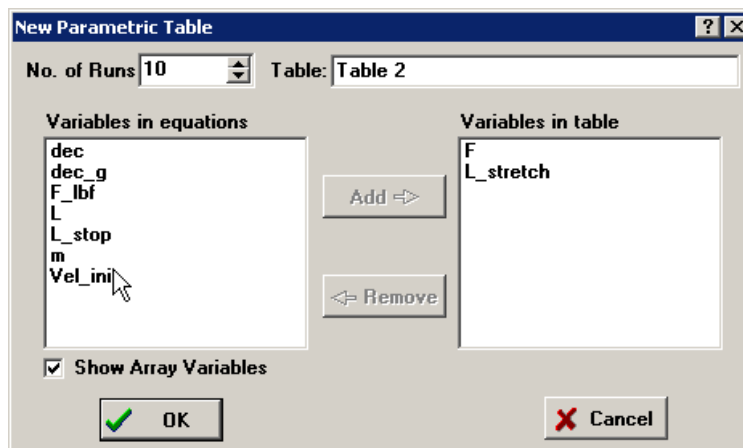 New Parametric Table
No. of Runs 10 Table: Table 2
Variables in equations
dec
dec_g
F_lbf
L
L_stop
m
Vel_ini
Add
Remove
Variables in table
F
L_stretch
Show Array Variables
OK
Cancel